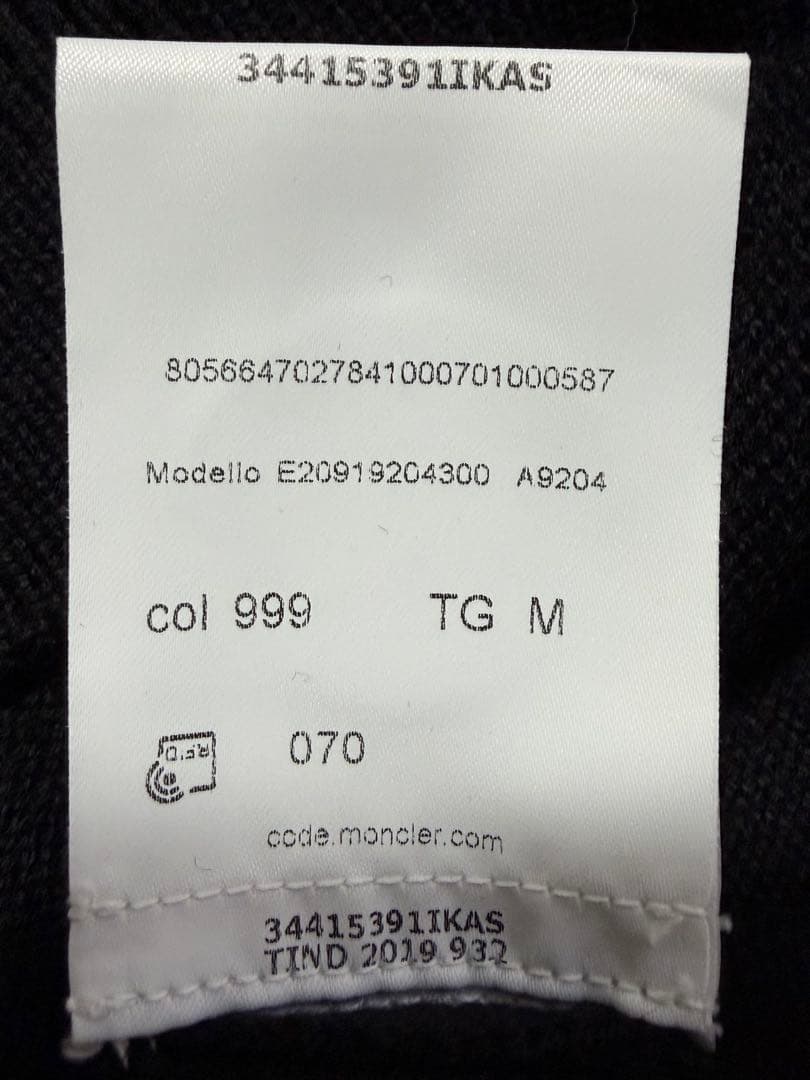 34415391IKAS
8056647027841000701000587
Modello E20919204300 A9204
col 999 TG M
R.F.I.D.
070
code.moncler.com
34415391IKAS
TIND 2019 932